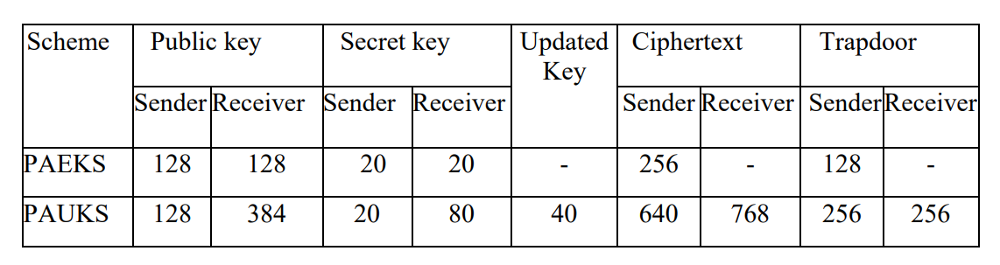 Scheme Public key Secret key Updated Key Ciphertext Trapdoor
Sender Receiver Sender Receiver Sender Receiver Sender Receiver
PAEKS 128 128 20 20 - 256 - 128 -
PAUKS 128 384 20 80 40 640 768 256 256